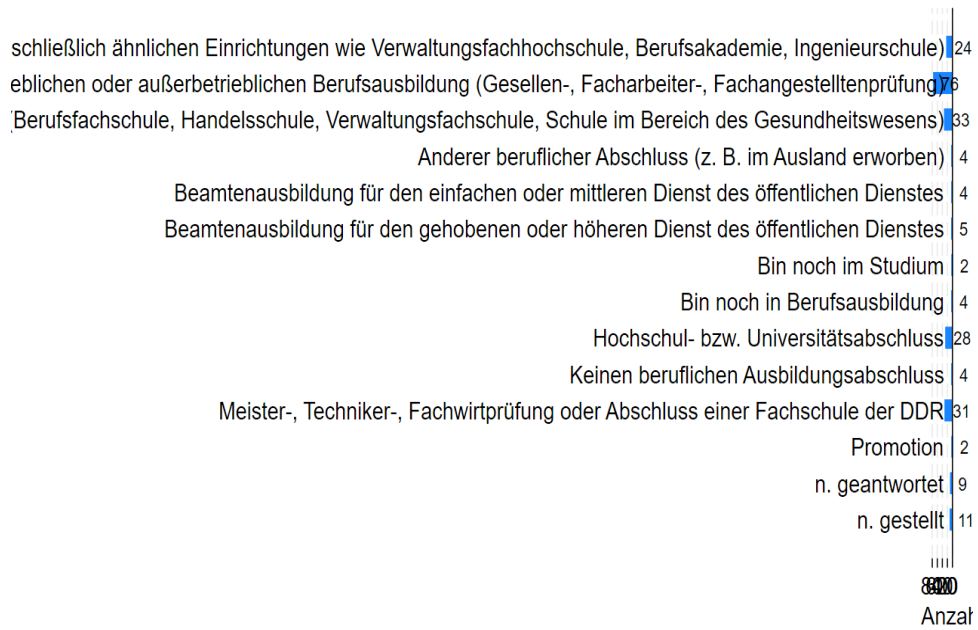 schließlich ähnlichen Einrichtungen wie Verwaltungsfachhochschule, Berufsakademie, Ingenieurschule) 24
eblichen oder außerbetrieblichen Berufsausbildung (Gesellen-, Facharbeiter-, Fachangestelltenprüfung) 76
(Berufsfachschule, Handelsschule, Verwaltungsfachschule, Schule im Bereich des Gesundheitswesens) 33
Anderer beruflicher Abschluss (z. B. im Ausland erworben) 4
Beamtenausbildung für den einfachen oder mittleren Dienst des öffentlichen Dienstes 4
Beamtenausbildung für den gehobenen oder höheren Dienst des öffentlichen Dienstes 5
Bin noch im Studium 2
Bin noch in Berufsausbildung 4
Hochschul- bzw. Universitätsabschluss 28
Keinen beruflichen Ausbildungsabschluss 4
Meister-, Techniker-, Fachwirtprüfung oder Abschluss einer Fachschule der DDR 31
Promotion 2
n. geantwortet 9
n. gestellt 11
Anzah